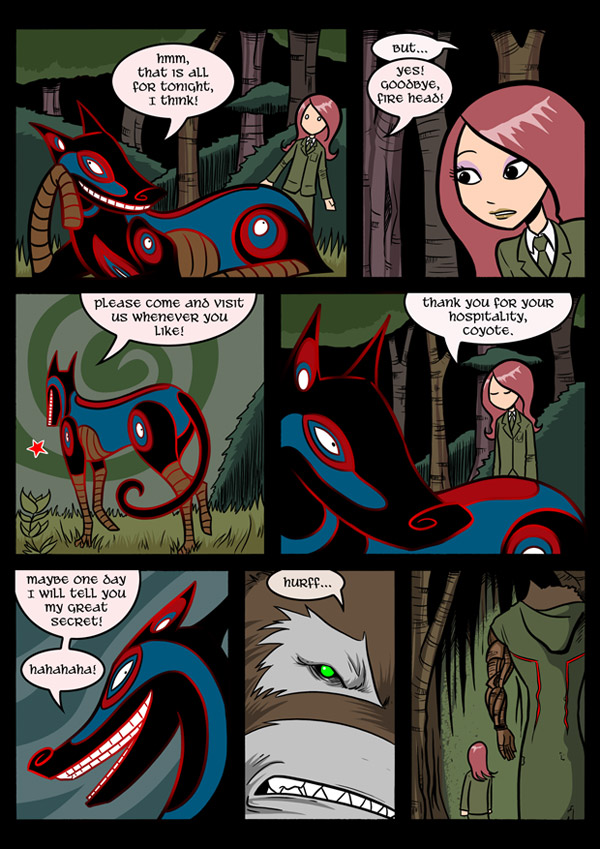 Hmm,
that is all
for tonight,
I think!
But...
Yes!
Goodbye,
fire head!
Please come and visit
us whenever you
like!
Thank you for your
hospitality,
Coyote.
Maybe one day
I will tell you
my great
secret!
Hahahaha!
Hurff...